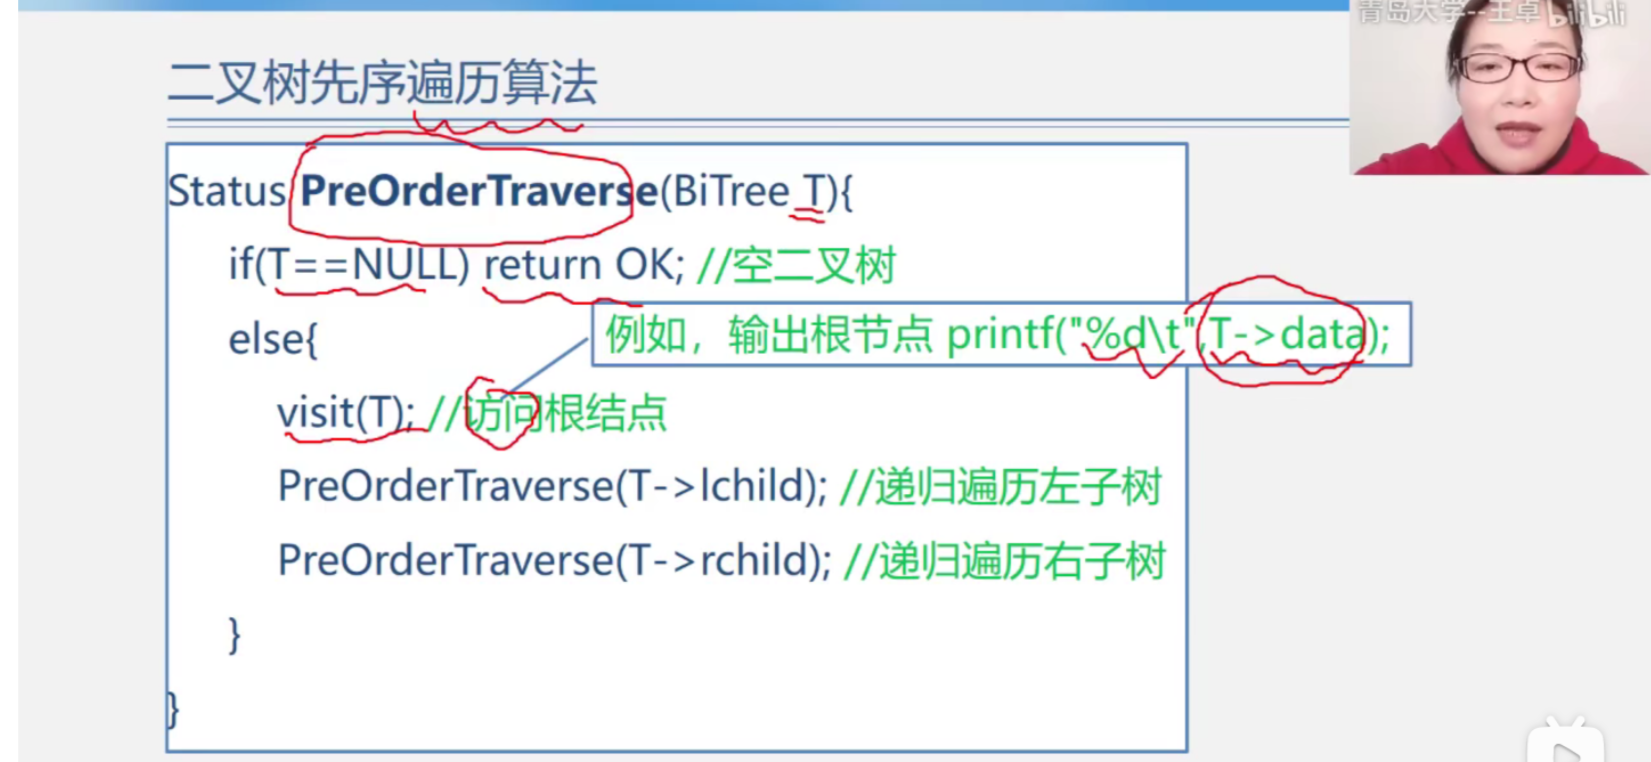 青岛大学--王卓 bilibili
二叉树先序遍历算法
Status PreOrderTraverse(BiTree T){
if(T==NULL) return OK; //空二叉树
else{
例如，输出根节点 printf("%d\t",T->data);
visit(T); //访问根结点
PreOrderTraverse(T->lchild); //递归遍历左子树
PreOrderTraverse(T->rchild); //递归遍历右子树
}
}